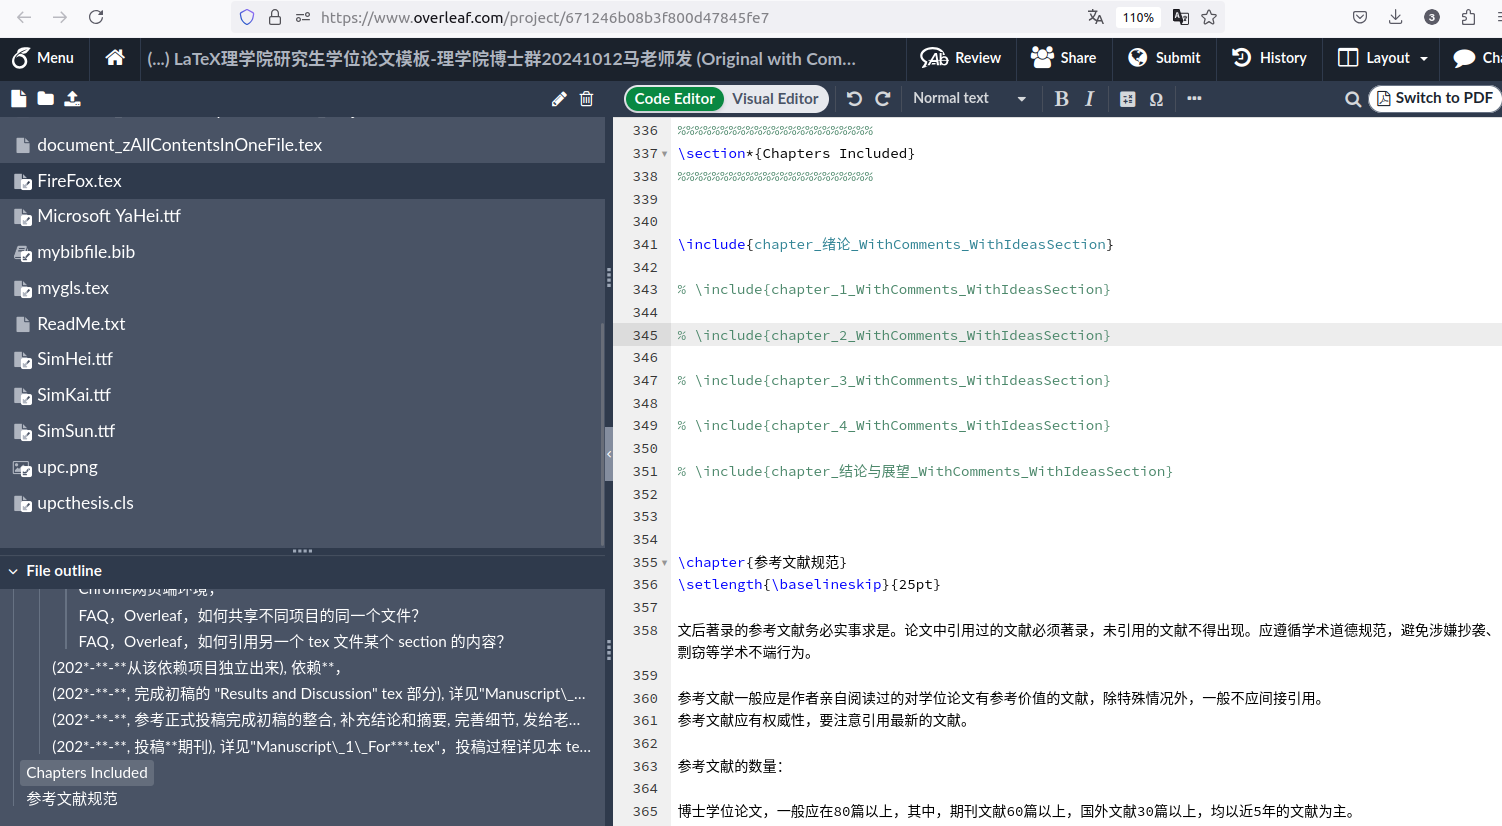 https://www.overleaf.com/project/671246b08b3f800d47845fe7
110%
3
Menu
(...) LaTeX理学院研究生学位论文模板-理学院博士群20241012马老师发 (Original with Com...
Review
Share
Submit
History
Layout
Cha
Code Editor
Visual Editor
Normal text
B
I
Ω
Switch to PDF
document_zAllContentsInOneFile.tex
FireFox.tex
Microsoft YaHei.ttf
mybibfile.bib
mygls.tex
ReadMe.txt
SimHei.ttf
SimKai.ttf
SimSun.ttf
upc.png
upcthesis.cls
File outline
Chrome网页端环境，
FAQ，Overleaf，如何共享不同项目的同一个文件？
FAQ，Overleaf，如何引用另一个 tex 文件某个 section 的内容？
(202*-**-**从该依赖项目独立出来), 依赖**，
(202*-**-**, 完成初稿的 "Results and Discussion" tex 部分), 详见"Manuscript\_...
(202*-**-**, 参考正式投稿完成初稿的整合, 补充结论和摘要, 完善细节, 发给老...
(202*-**-**, 投稿**期刊), 详见"Manuscript\_1\_For***.tex"，投稿过程详见本 te...
Chapters Included
参考文献规范
336 %%%%%%%%%%%%%%%%%%%%%%
337 \section*{Chapters Included}
338 %%%%%%%%%%%%%%%%%%%%%%
339
340
341 \include{chapter_绪论_WithComments_WithIdeasSection}
342
343 % \include{chapter_1_WithComments_WithIdeasSection}
344
345 % \include{chapter_2_WithComments_WithIdeasSection}
346
347 % \include{chapter_3_WithComments_WithIdeasSection}
348
349 % \include{chapter_4_WithComments_WithIdeasSection}
350
351 % \include{chapter_结论与展望_WithComments_WithIdeasSection}
352
353
354
355 \chapter{参考文献规范}
356 \setlength{\baselineskip}{25pt}
357
358 文后著录的参考文献务必实事求是。论文中引用过的文献必须著录，未引用的文献不得出现。应遵循学术道德规范，避免涉嫌抄袭、
剽窃等学术不端行为。
359
360 参考文献一般应是作者亲自阅读过的对学位论文有参考价值的文献，除特殊情况外，一般不应间接引用。
361 参考文献应有权威性，要注意引用最新的文献。
362
363 参考文献的数量：
364
365 博士学位论文，一般应在80篇以上，其中，期刊文献60篇以上，国外文献30篇以上，均以近5年的文献为主。